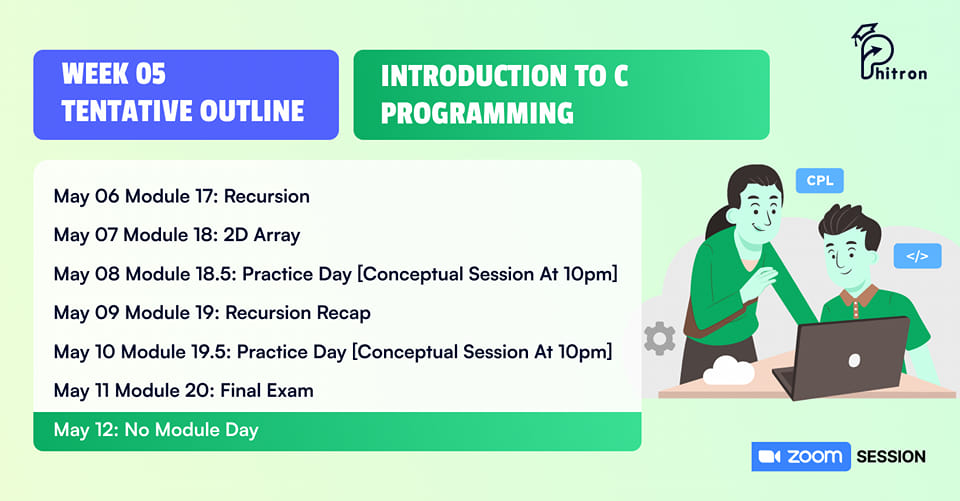 WEEK 05
TENTATIVE OUTLINE
INTRODUCTION TO C
PROGRAMMING
Phitron
May 06 Module 17: Recursion
May 07 Module 18: 2D Array
May 08 Module 18.5: Practice Day [Conceptual Session At 10pm]
May 09 Module 19: Recursion Recap
May 10 Module 19.5: Practice Day [Conceptual Session At 10pm]
May 11 Module 20: Final Exam
May 12: No Module Day
CPL
</>
zoom SESSION